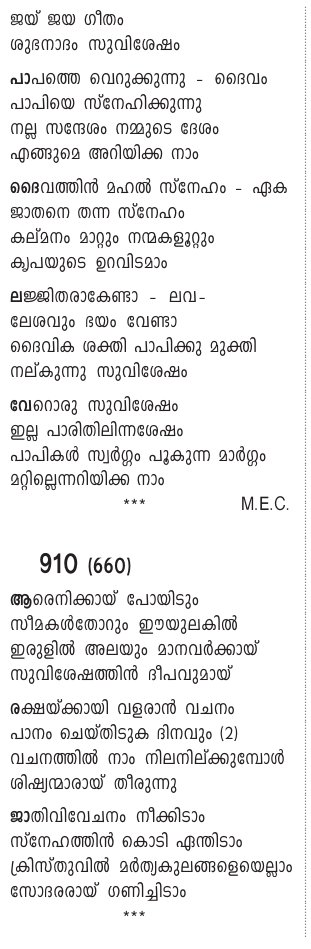 ജയ് ജയ ഗീതം
ശുഭനാദം സുവിശേഷം
പാപത്തെ വെറുക്കുന്നു - ദൈവം
പാപിയെ സ്നേഹിക്കുന്നു
നല്ല സന്ദേശം നമ്മുടെ ദേശം
എങ്ങുമെ അറിയിക്ക നാം
ദൈവത്തിൻ മഹൽ സ്നേഹം - ഏക
ജാതനെ തന്ന സ്നേഹം
കല്മനം മാറ്റും നന്മകളൂറ്റും
കൃപയുടെ ഉറവിടമാം
ലജ്ജിതരാകേണ്ടാ - ലവ-
ലേശവും ഭയം വേണ്ടാ
ദൈവിക ശക്തി പാപിക്കു മുക്തി
നല്കുന്നു സുവിശേഷം
വേറൊരു സുവിശേഷം
ഇല്ല പാരിതിലിന്നശേഷം
പാപികൾ സ്വർഗ്ഗം പൂകുന്ന മാർഗ്ഗം
മറ്റില്ലെന്നറിയിക്ക നാം
*** M.E.C.
910 (660)
ആരെനിക്കായ് പോയിടും
സീമകൾതോറും ഈയുലകിൽ
ഇരുളിൽ അലയും മാനവർക്കായ്
സുവിശേഷത്തിൻ ദീപവുമായ്
രക്ഷയ്ക്കായി വളരാൻ വചനം
പാനം ചെയ്തിടുക ദിനവും (2)
വചനത്തിൽ നാം നിലനില്ക്കുമ്പോൾ
ശിഷ്യന്മാരായ് തീരുന്നു
ജാതിവിവേചനം നീക്കിടാം
സ്നേഹത്തിൻ കൊടി ഏന്തിടാം
ക്രിസ്തുവിൽ മർത്യകുലങ്ങളെയെല്ലാം
സോദരരായ് ഗണിച്ചിടാം
***